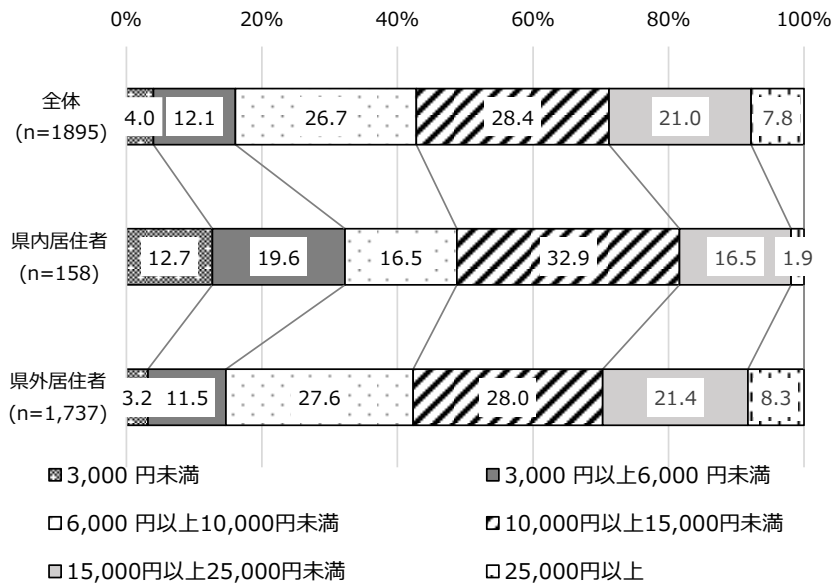 0% 20% 40% 60% 80% 100%
全体
(n=1895)
4.0 12.1 26.7 28.4 21.0 7.8
県内居住者
(n=158)
12.7 19.6 16.5 32.9 16.5 1.9
県外居住者
(n=1,737)
3.2 11.5 27.6 28.0 21.4 8.3
3,000 円未満 3,000 円以上6,000 円未満
6,000 円以上10,000円未満 10,000円以上15,000円未満
15,000円以上25,000円未満 25,000円以上